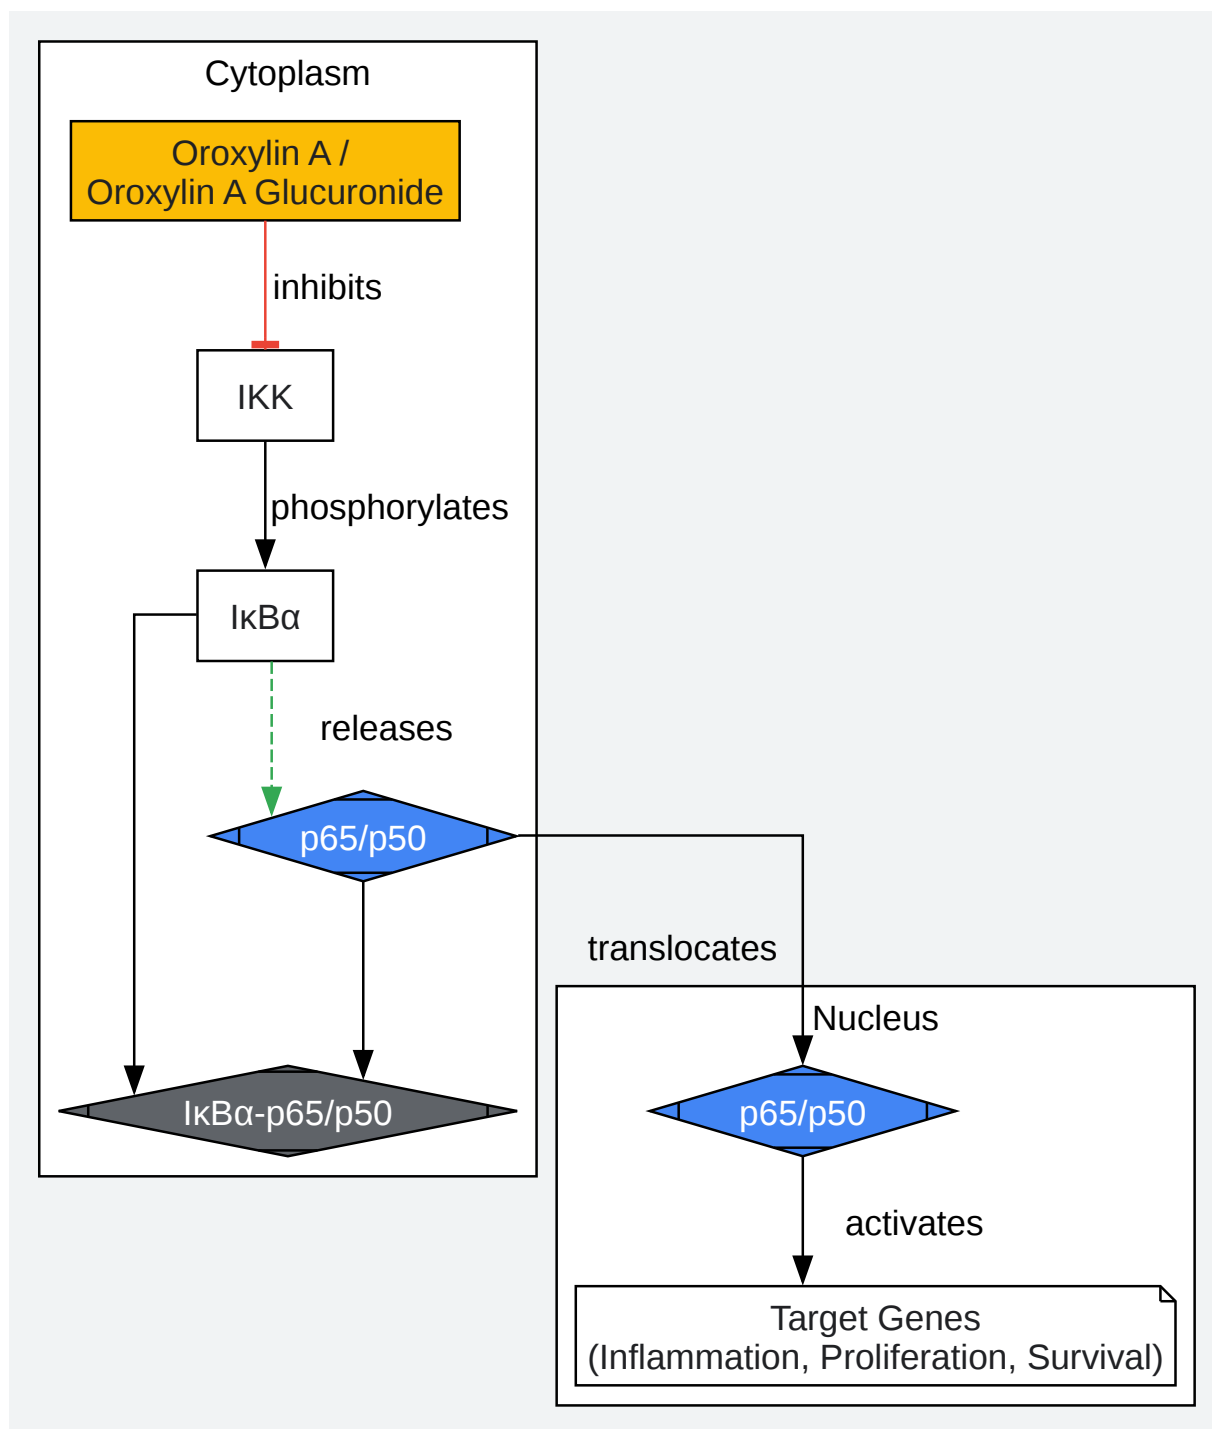 Cytoplasm
Oroxylin A /
Oroxylin A Glucuronide
inhibits
IKK
phosphorylates
IκBα
releases
p65/p50
translocates
IκBα-p65/p50
Nucleus
p65/p50
activates
Target Genes
(Inflammation, Proliferation, Survival)